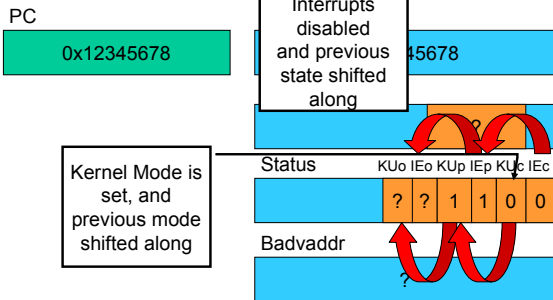 PC
0x12345678
Interrupts
disabled
and previous
state shifted
along
45678
?
Kernel Mode is
set, and
previous mode
shifted along
Status
KUo IEo KUp IEp KUc IEc
? ? 1 1 0 0
Badvaddr
?